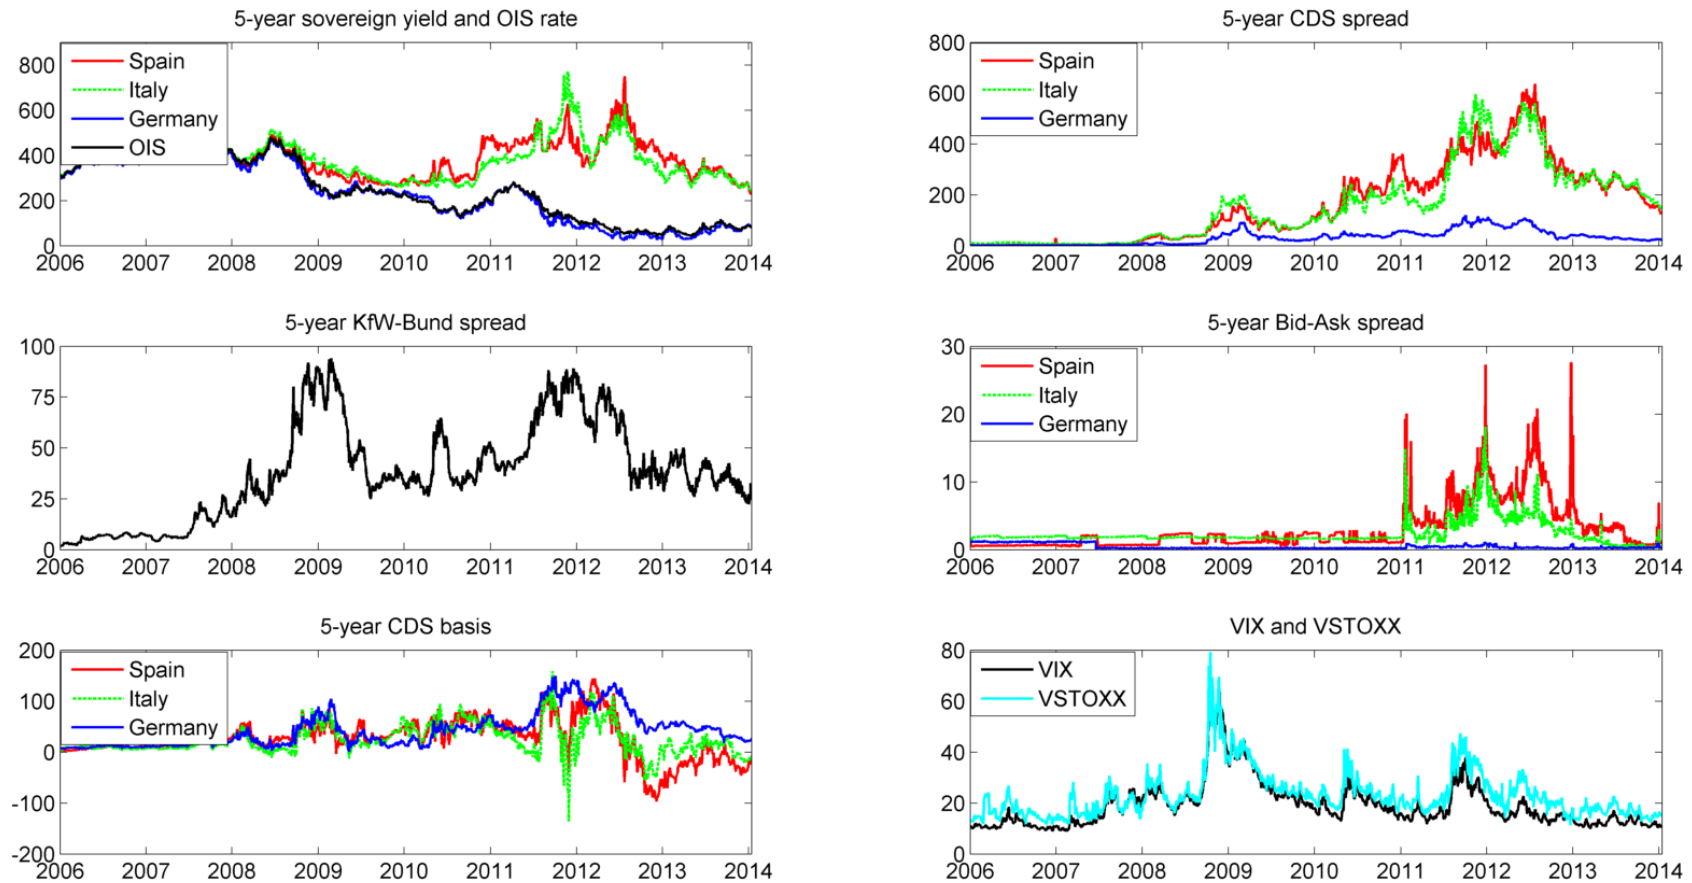 5-year sovereign yield and OIS rate
800
600
400
200
0
Spain
Italy
Germany
OIS
2006 2007 2008 2009 2010 2011 2012 2013 2014
5-year CDS spread
800
600
400
200
0
Spain
Italy
Germany
2006 2007 2008 2009 2010 2011 2012 2013 2014
5-year KfW-Bund spread
100
75
50
25
0
2006 2007 2008 2009 2010 2011 2012 2013 2014
5-year Bid-Ask spread
30
20
10
0
Spain
Italy
Germany
2006 2007 2008 2009 2010 2011 2012 2013 2014
5-year CDS basis
200
100
0
-100
-200
Spain
Italy
Germany
2006 2007 2008 2009 2010 2011 2012 2013 2014
VIX and VSTOXX
80
60
40
20
0
VIX
VSTOXX
2006 2007 2008 2009 2010 2011 2012 2013 2014